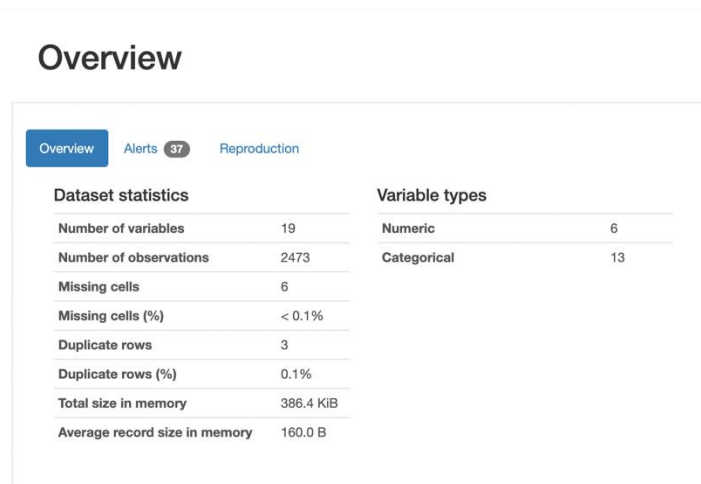 Overview
Overview Alerts 37 Reproduction
Dataset statistics
Number of variables 19
Number of observations 2473
Missing cells 6
Missing cells (%) < 0.1%
Duplicate rows 3
Duplicate rows (%) 0.1%
Total size in memory 386.4 KiB
Average record size in memory 160.0 B
Variable types
Numeric 6
Categorical 13